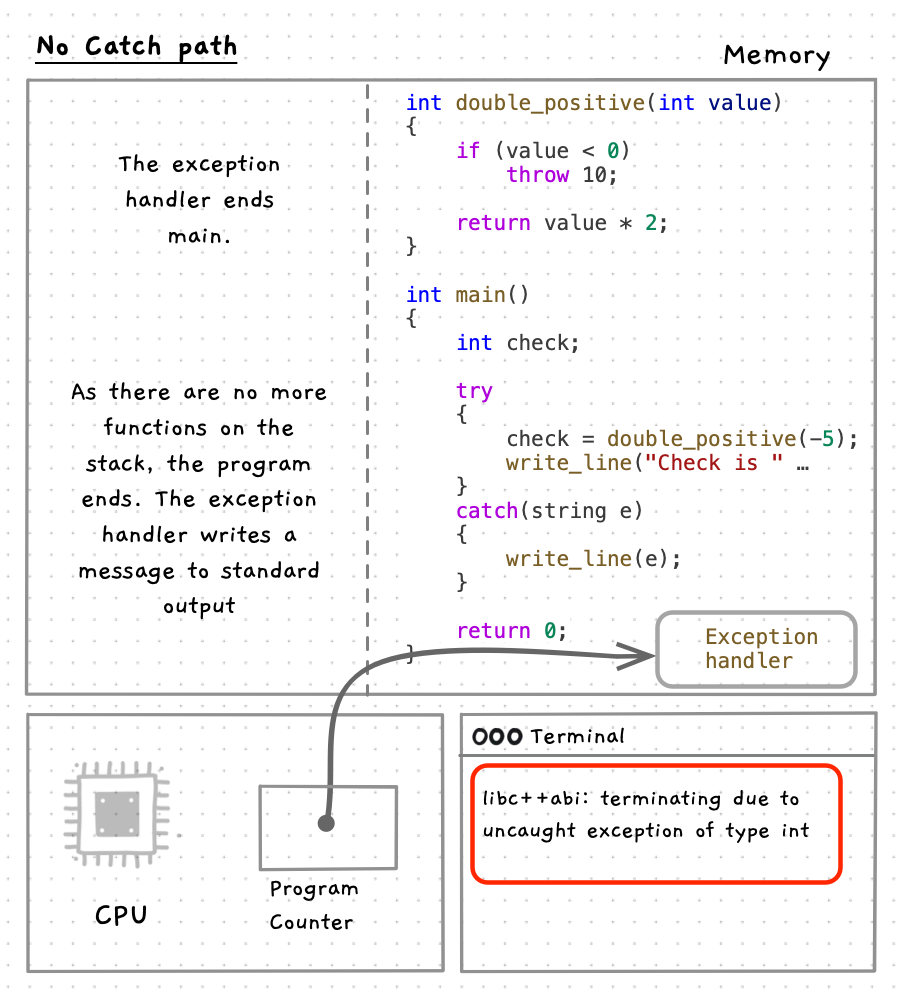 No Catch path
Memory
The exception
handler ends
main.
As there are no more
functions on the
stack, the program
ends. The exception
handler writes a
message to standard
output
int double_positive(int value)
{
    if (value < 0)
        throw 10;
    return value * 2;
}
int main()
{
    int check;
    try
    {
        check = double_positive(-5);
        write_line("Check is " …
    }
    catch(string e)
    {
        write_line(e);
    }
    return 0;
}
Exception
handler
CPU
Program
Counter
Terminal
libc++abi: terminating due to
uncaught exception of type int